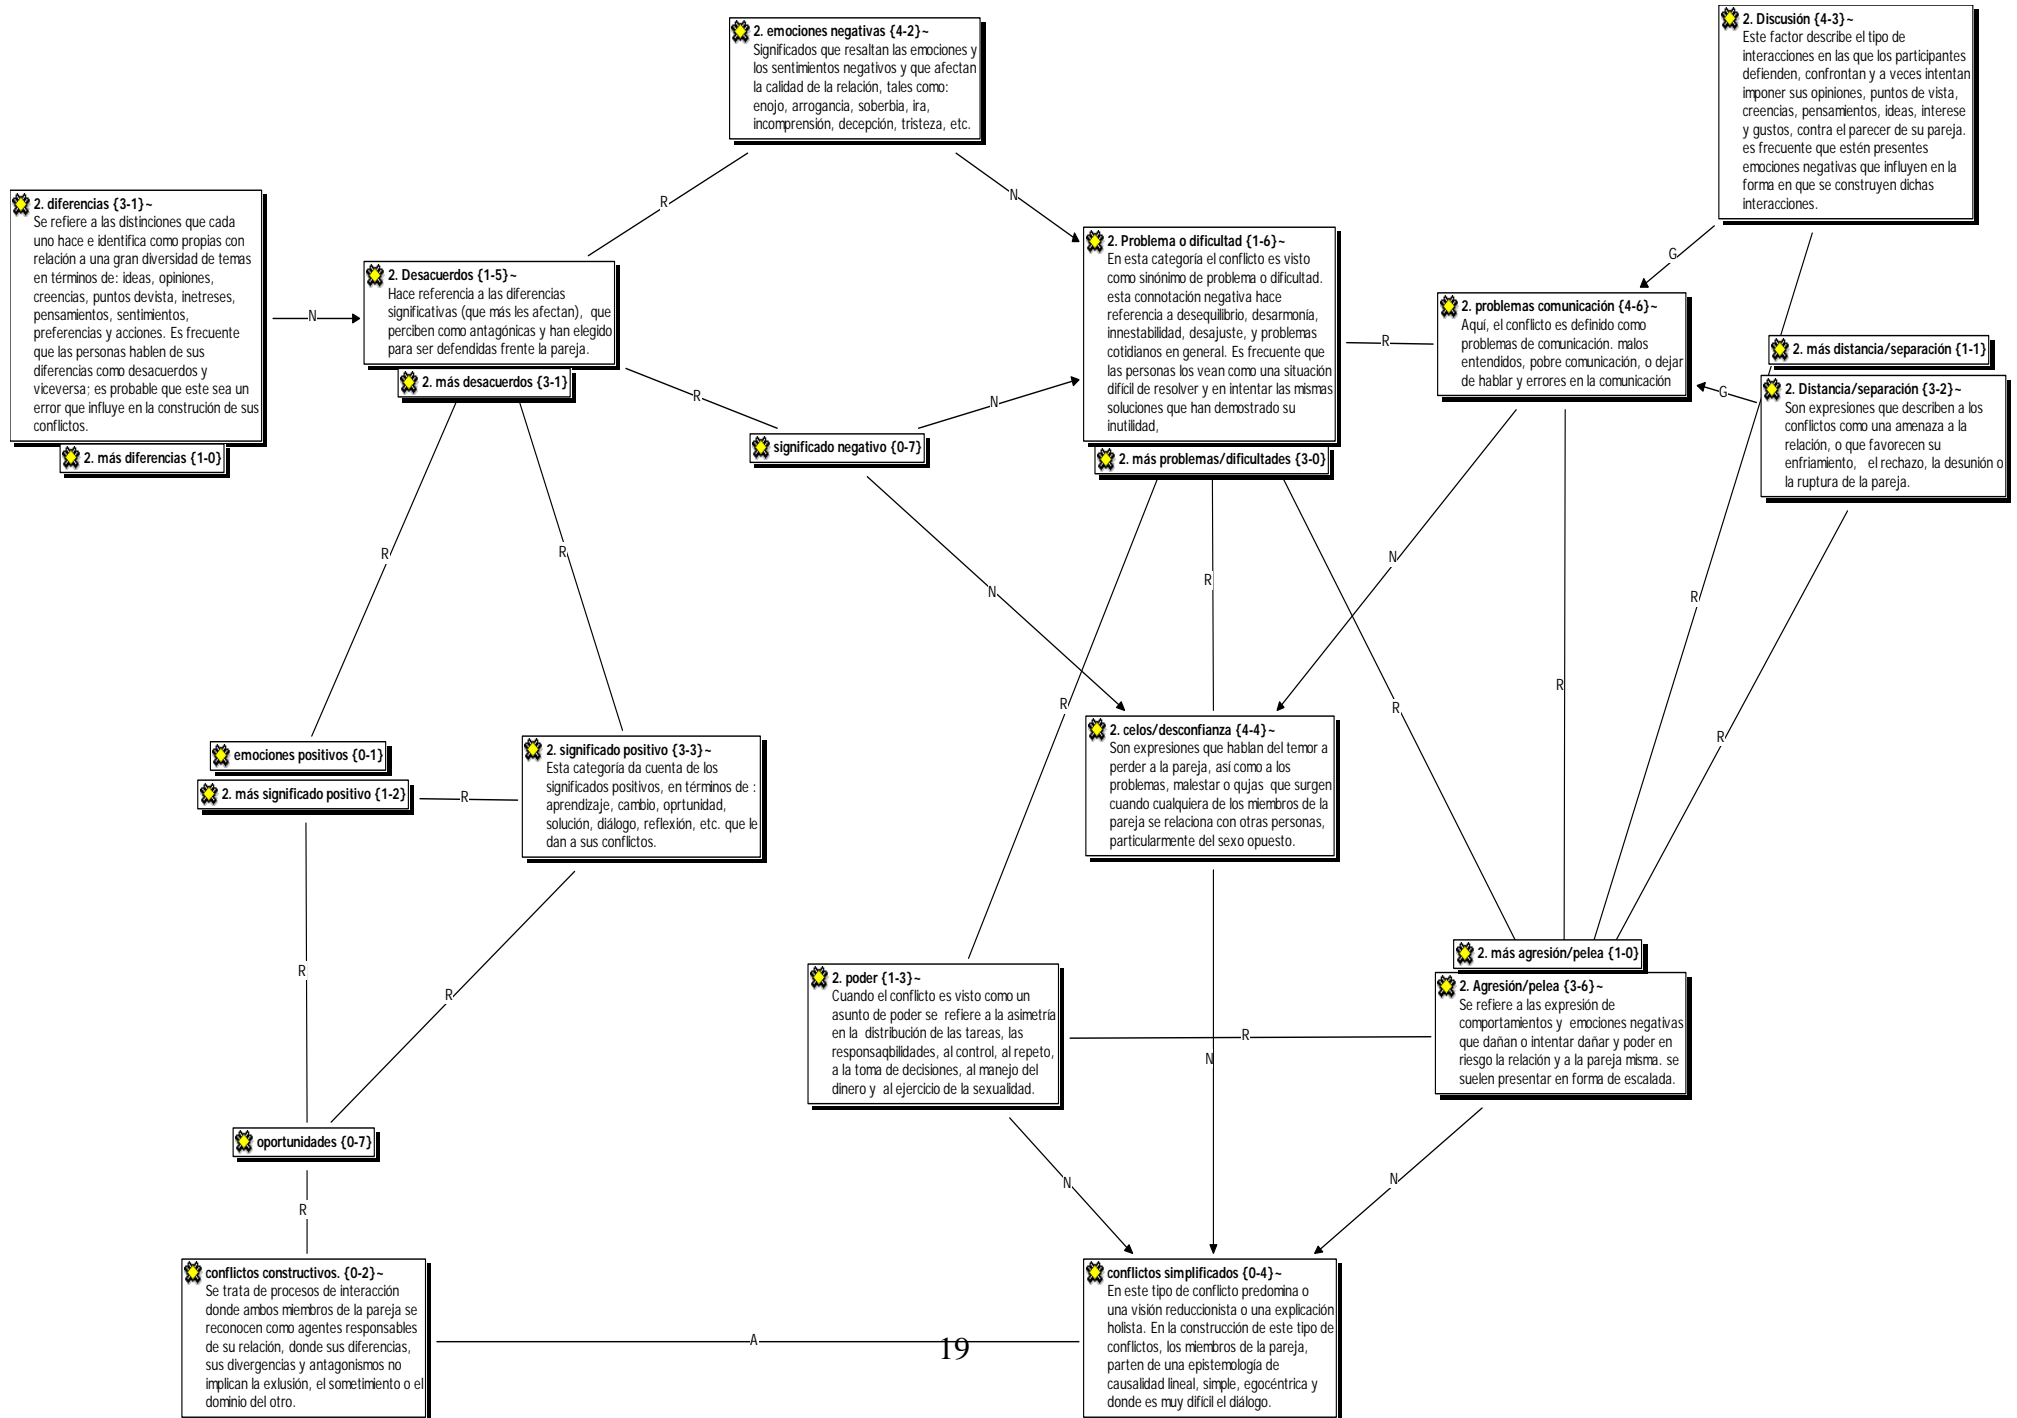 2. emociones negativas {4-2}~
Significados que resaltan las emociones y
los sentimientos negativos y que afectan
la calidad de la relación, tales como:
enojo, arrogancia, soberbia, ira,
incomprensión, decepción, tristeza, etc.
2. Discusión {4-3}~
Este factor describe el tipo de
interacciones en las que los participantes
defienden, confrontan y a veces intentan
imponer sus opiniones, puntos de vista,
creencias, pensamientos, ideas, interese
y gustos, contra el parecer de su pareja.
es frecuente que estén presentes
emociones negativas que influyen en la
forma en que se construyen dichas
interacciones.
2. diferencias {3-1}~
Se refiere a las distinciones que cada
uno hace e identifica como propias con
relación a una gran diversidad de temas
en términos de: ideas, opiniones,
creencias, puntos devista, inetreses,
pensamientos, sentimientos,
preferencias y acciones. Es frecuente
que las personas hablen de sus
diferencias como desacuerdos y
viceversa; es probable que este sea un
error que influye en la construción de sus
conflictos.
2. más diferencias {1-0}
N
R
N
2. Desacuerdos {1-5}~
Hace referencia a las diferencias
significativas (que más les afectan), que
perciben como antagónicas y han elegido
para ser defendidas frente la pareja.
2. más desacuerdos {3-1}
R
N
significado negativo {0-7}
2. Problema o dificultad {1-6}~
En esta categoría el conflicto es visto
como sinónimo de problema o dificultad.
esta connotación negativa hace
referencia a desequilibrio, desarmonía,
innestabilidad, desajuste, y problemas
cotidianos en general. Es frecuente que
las personas los vean como una situación
difícil de resolver y en intentar las mismas
soluciones que han demostrado su
inutilidad,
2. más problemas/dificultades {3-0}
R
G
2. problemas comunicación {4-6}~
Aquí, el conflicto es definido como
problemas de comunicación. malos
entendidos, pobre comunicación, o dejar
de hablar y errores en la comunicación
G
2. más distancia/separación {1-1}
2. Distancia/separación {3-2}~
Son expresiones que describen a los
conflictos como una amenaza a la
relación, o que favorecen su
enfriamiento, el rechazo, la desunión o
la ruptura de la pareja.
R
R
N
R
N
R
R
R
R
R
R
emociones positivos {0-1}
2. más significado positivo {1-2}
R
2. significado positivo {3-3}~
Esta categoría da cuenta de los
significados positivos, en términos de :
aprendizaje, cambio, oprtunidad,
solución, diálogo, reflexión, etc. que le
dan a sus conflictos.
2. celos/desconfianza {4-4}~
Son expresiones que hablan del temor a
perder a la pareja, así como a los
problemas, malestar o qujas que surgen
cuando cualquiera de los miembros de la
pareja se relaciona con otras personas,
particularmente del sexo opuesto.
R
R
2. poder {1-3}~
Cuando el conflicto es visto como un
asunto de poder se refiere a la asimetría
en la distribución de las tareas, las
responsaqbilidades, al control, al repeto,
a la toma de decisiones, al manejo del
dinero y al ejercicio de la sexualidad.
R
N
2. más agresión/pelea {1-0}
2. Agresión/pelea {3-6}~
Se refiere a las expresión de
comportamientos y emociones negativas
que dañan o intentar dañar y poder en
riesgo la relación y a la pareja misma. se
suelen presentar en forma de escalada.
oportunidades {0-7}
R
N
N
conflictos constructivos. {0-2}~
Se trata de procesos de interacción
donde ambos miembros de la pareja se
reconocen como agentes responsables
de su relación, donde sus diferencias,
sus divergencias y antagonismos no
implican la exlusión, el sometimiento o el
dominio del otro.
A
19
conflictos simplificados {0-4}~
En este tipo de conflicto predomina o
una visión reduccionista o una explicación
holista. En la construcción de este tipo de
conflictos, los miembros de la pareja,
parten de una epistemología de
causalidad lineal, simple, egocéntrica y
donde es muy difícil el diálogo.